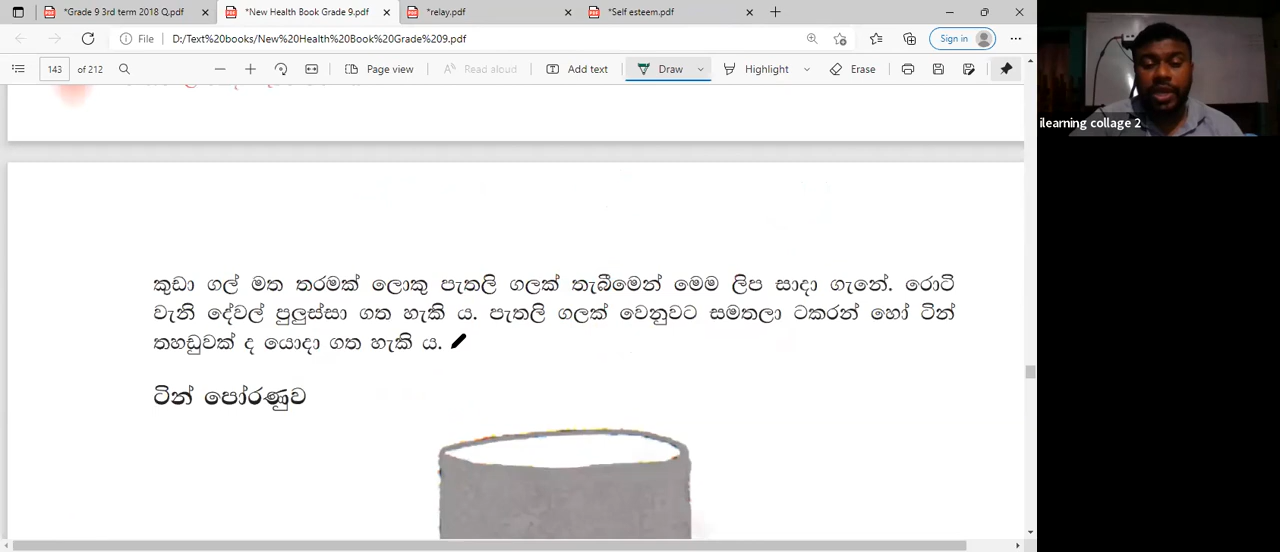 *Grade 9 3rd term 2018 Q.pdf
*New Health Book Grade 9.pdf
*relay.pdf
*Self esteem.pdf
File
D:/Text%20books/New%20Health%20Book%20Grade%209.pdf
Sign in
143 of 212
Page view
Read aloud
Add text
Draw
Highlight
Erase
ilearning collage 2
කුඩා ගල් මත තරමක් ලොකු පැතලි ගලක් තැබීමෙන් මෙම ලිප සාදා ගැනේ. රොටි
වැනි දේවල් පුලුස්සා ගත හැකි ය. පැතලි ගලක් වෙනුවට සමතලා ටකරන් හෝ ටින්
තහඩුවක් ද යොදා ගත හැකි ය.
ටින් පෝරණුව